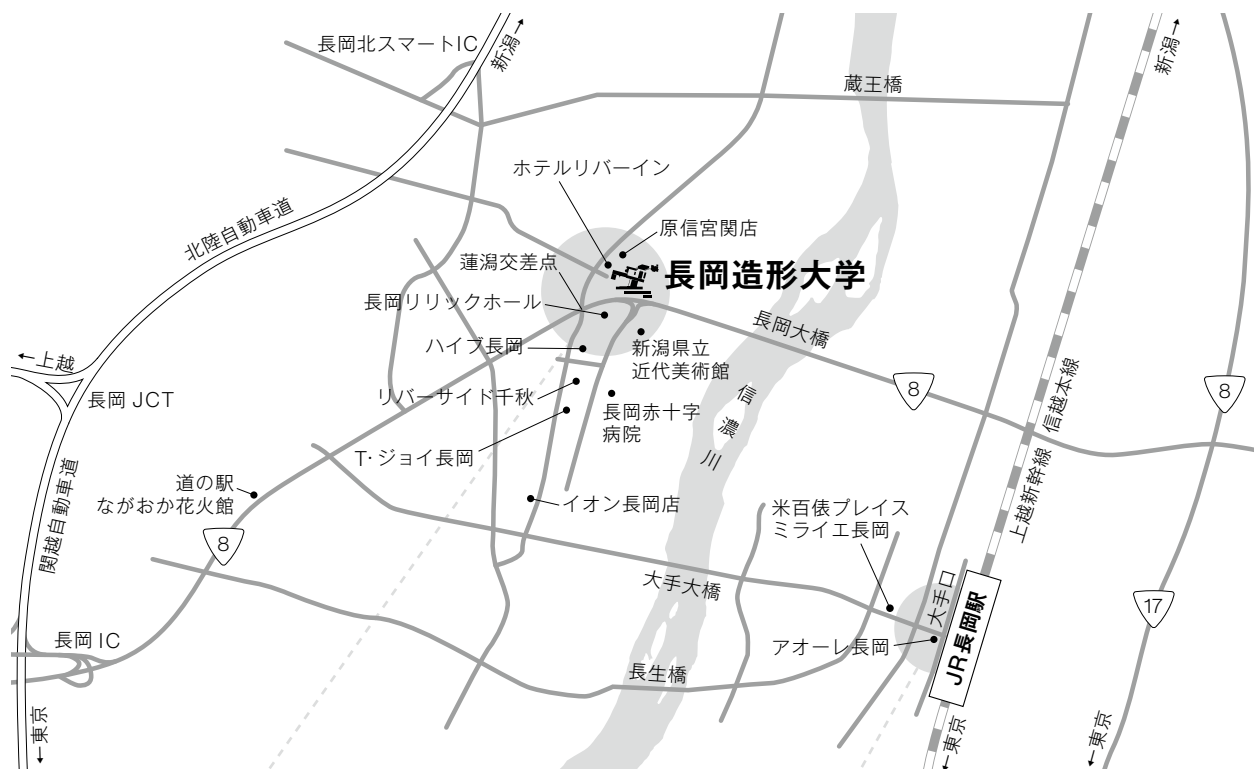 長岡北スマートIC
新潟→
新潟→
蔵王橋
ホテルリバーイン
原信宮関店
北陸自動車道
蓮潟交差点
長岡造形大学
長岡リリックホール
長岡大橋
ハイブ長岡
新潟県立
近代美術館
←上越
長岡JCT
リバーサイド千秋
長岡赤十字
病院
信濃川
8
8
信越本線
上越新幹線
T・ジョイ長岡
道の駅
ながおか花火館
イオン長岡店
米百俵プレイス
ミライエ長岡
関越自動車道
8
大手大橋
大手口
17
JR長岡駅
アオーレ長岡
長岡IC
長生橋
←東京
←東京
←東京